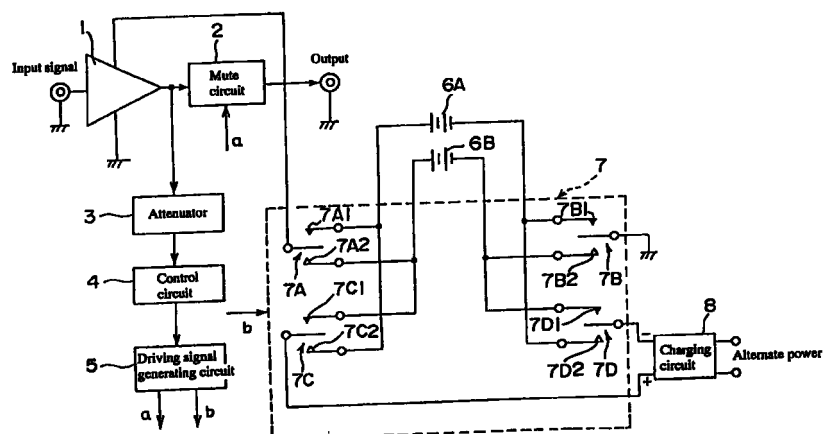 1
Input signal
2
Mute
circuit
Output
a
6A
6B
3
Attenuator
7
7A1
7A2
7A
7B1
7B2
7B
4
Control
circuit
b
7C1
7C2
7C
7D1
7D2
7D
8
−
+
Charging
circuit
Alternate power
5
Driving signal
generating circuit
a
b